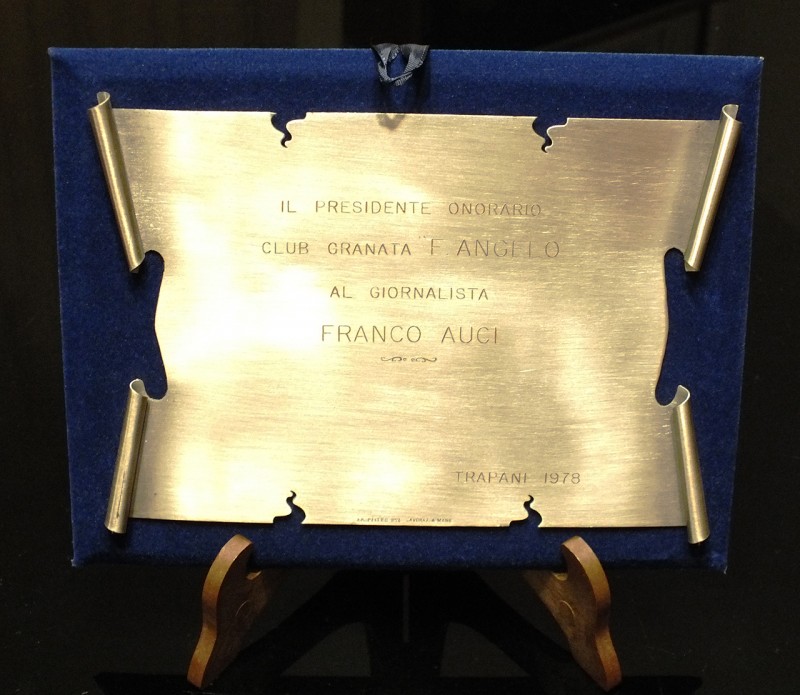 IL PRESIDENTE ONORARIO
CLUB GRANATA "F. ANGELO
AL GIORNALISTA
FRANCO AUCI
TRAPANI 1978